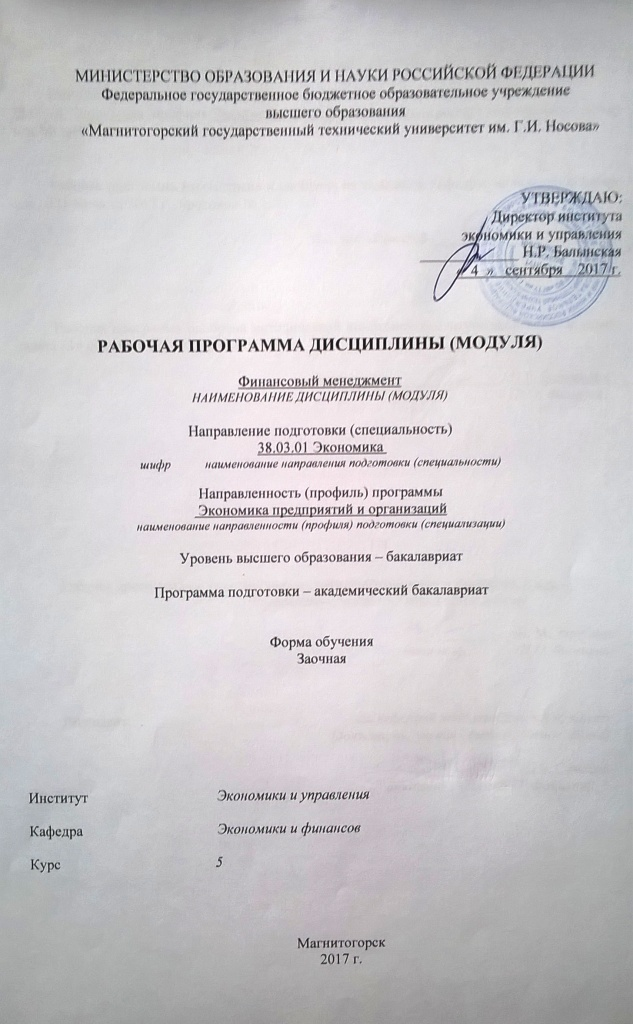 МИНИСТЕРСТВО ОБРАЗОВАНИЯ И НАУКИ РОССИЙСКОЙ ФЕДЕРАЦИИ
Федеральное государственное бюджетное образовательное учреждение
высшего образования
«Магнитогорский государственный технический университет им. Г.И. Носова»
УТВЕРЖДАЮ:
Директор института
экономики и управления
Н.Р. Балынская
« 4 » сентября 2017 г.
РАБОЧАЯ ПРОГРАММА ДИСЦИПЛИНЫ (МОДУЛЯ)
Финансовый менеджмент
НАИМЕНОВАНИЕ ДИСЦИПЛИНЫ (МОДУЛЯ)
Направление подготовки (специальность)
38.03.01 Экономика
шифр наименование направления подготовки (специальности)
Направленность (профиль) программы
Экономика предприятий и организаций
наименование направленности (профиля) подготовки (специализации)
Уровень высшего образования – бакалавриат
Программа подготовки – академический бакалавриат
Форма обучения
Заочная
Институт Экономики и управления
Кафедра Экономики и финансов
Курс 5
Магнитогорск
2017 г.